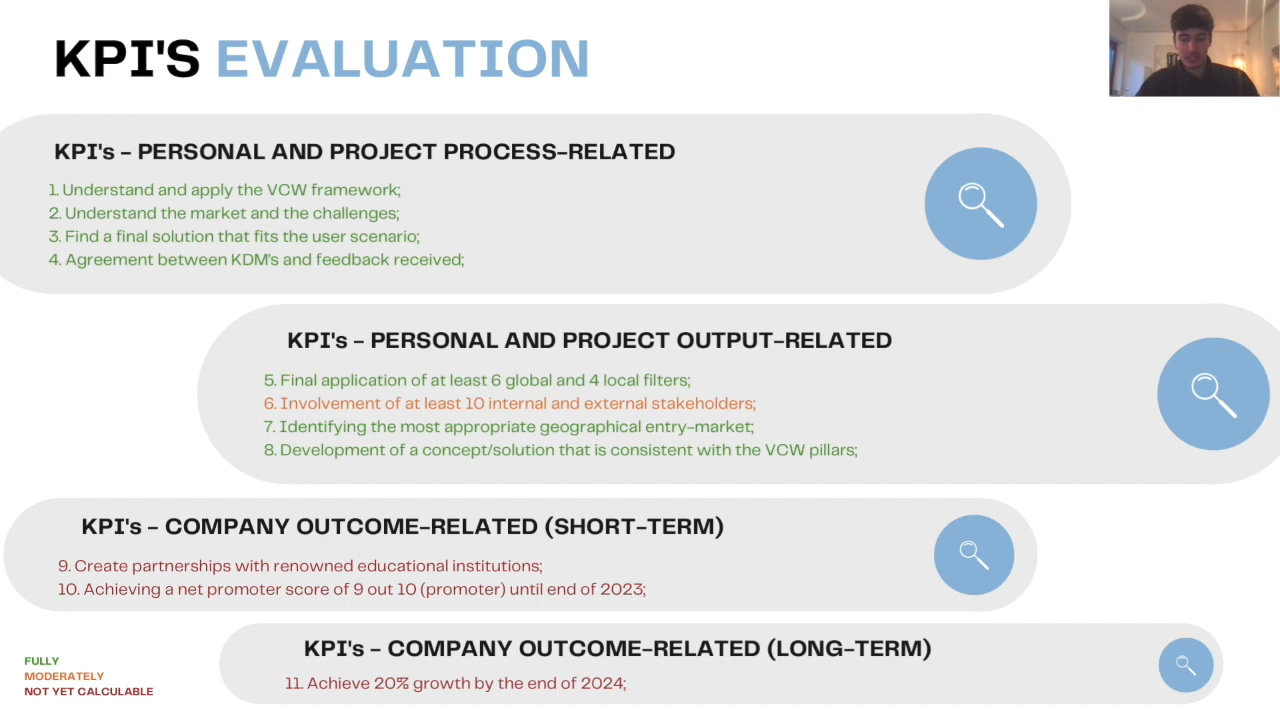 KPI'S EVALUATION
KPI's - PERSONAL AND PROJECT PROCESS-RELATED
1. Understand and apply the VCW framework;
2. Understand the market and the challenges;
3. Find a final solution that fits the user scenario;
4. Agreement between KDM's and feedback received;
KPI's - PERSONAL AND PROJECT OUTPUT-RELATED
5. Final application of at least 6 global and 4 local filters;
6. Involvement of at least 10 internal and external stakeholders;
7. Identifying the most appropriate geographical entry-market;
8. Development of a concept/solution that is consistent with the VCW pillars;
KPI's - COMPANY OUTCOME-RELATED (SHORT-TERM)
9. Create partnerships with renowned educational institutions;
10. Achieving a net promoter score of 9 out 10 (promoter) until end of 2023;
KPI's - COMPANY OUTCOME-RELATED (LONG-TERM)
11. Achieve 20% growth by the end of 2024;
FULLY
MODERATELY
NOT YET CALCULABLE